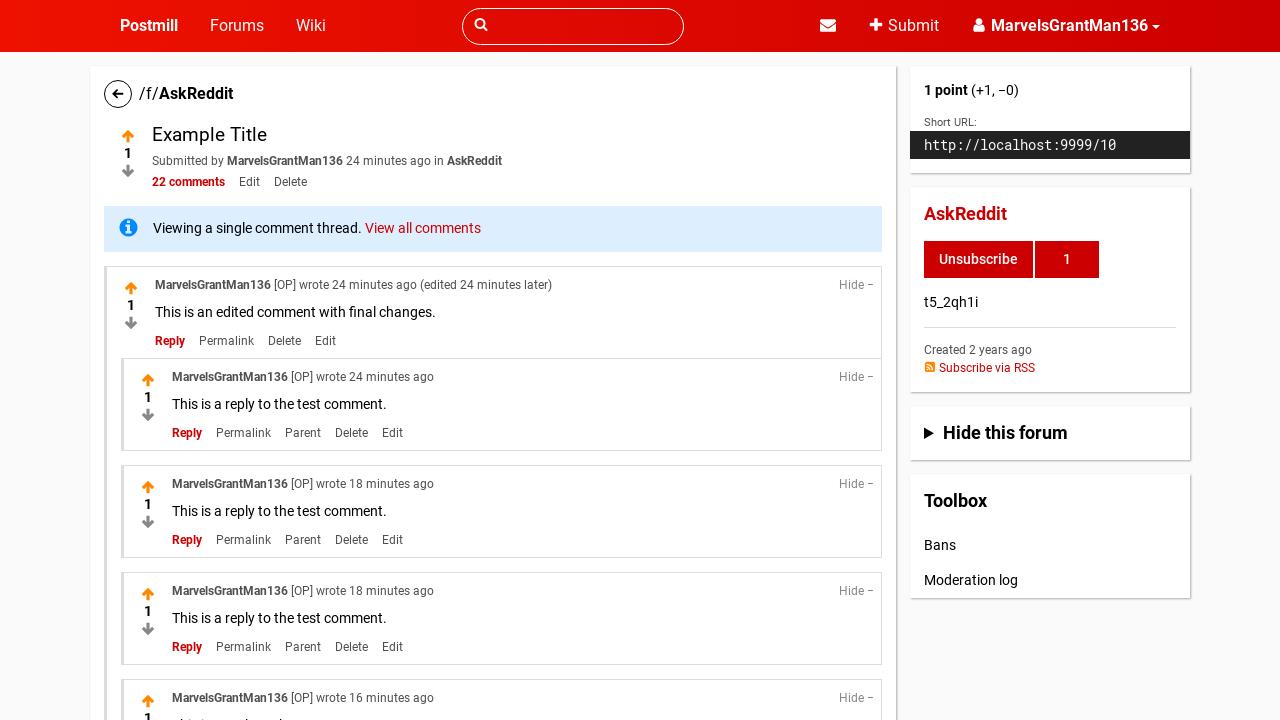 Postmill
Forums
Wiki
Submit
MarvelsGrantMan136
/f/AskReddit
1
Example Title
Submitted by MarvelsGrantMan136 24 minutes ago in AskReddit
22 comments Edit Delete
Viewing a single comment thread. View all comments
MarvelsGrantMan136 [OP] wrote 24 minutes ago (edited 24 minutes later) Hide −
1
This is an edited comment with final changes.
Reply Permalink Delete Edit
MarvelsGrantMan136 [OP] wrote 24 minutes ago Hide −
1
This is a reply to the test comment.
Reply Permalink Parent Delete Edit
MarvelsGrantMan136 [OP] wrote 18 minutes ago Hide −
1
This is a reply to the test comment.
Reply Permalink Parent Delete Edit
MarvelsGrantMan136 [OP] wrote 18 minutes ago Hide −
1
This is a reply to the test comment.
Reply Permalink Parent Delete Edit
MarvelsGrantMan136 [OP] wrote 16 minutes ago Hide −
1
1 point (+1, −0)
Short URL:
http://localhost:9999/10
AskReddit
Unsubscribe 1
t5_2qh1i
Created 2 years ago
Subscribe via RSS
Hide this forum
Toolbox
Bans
Moderation log